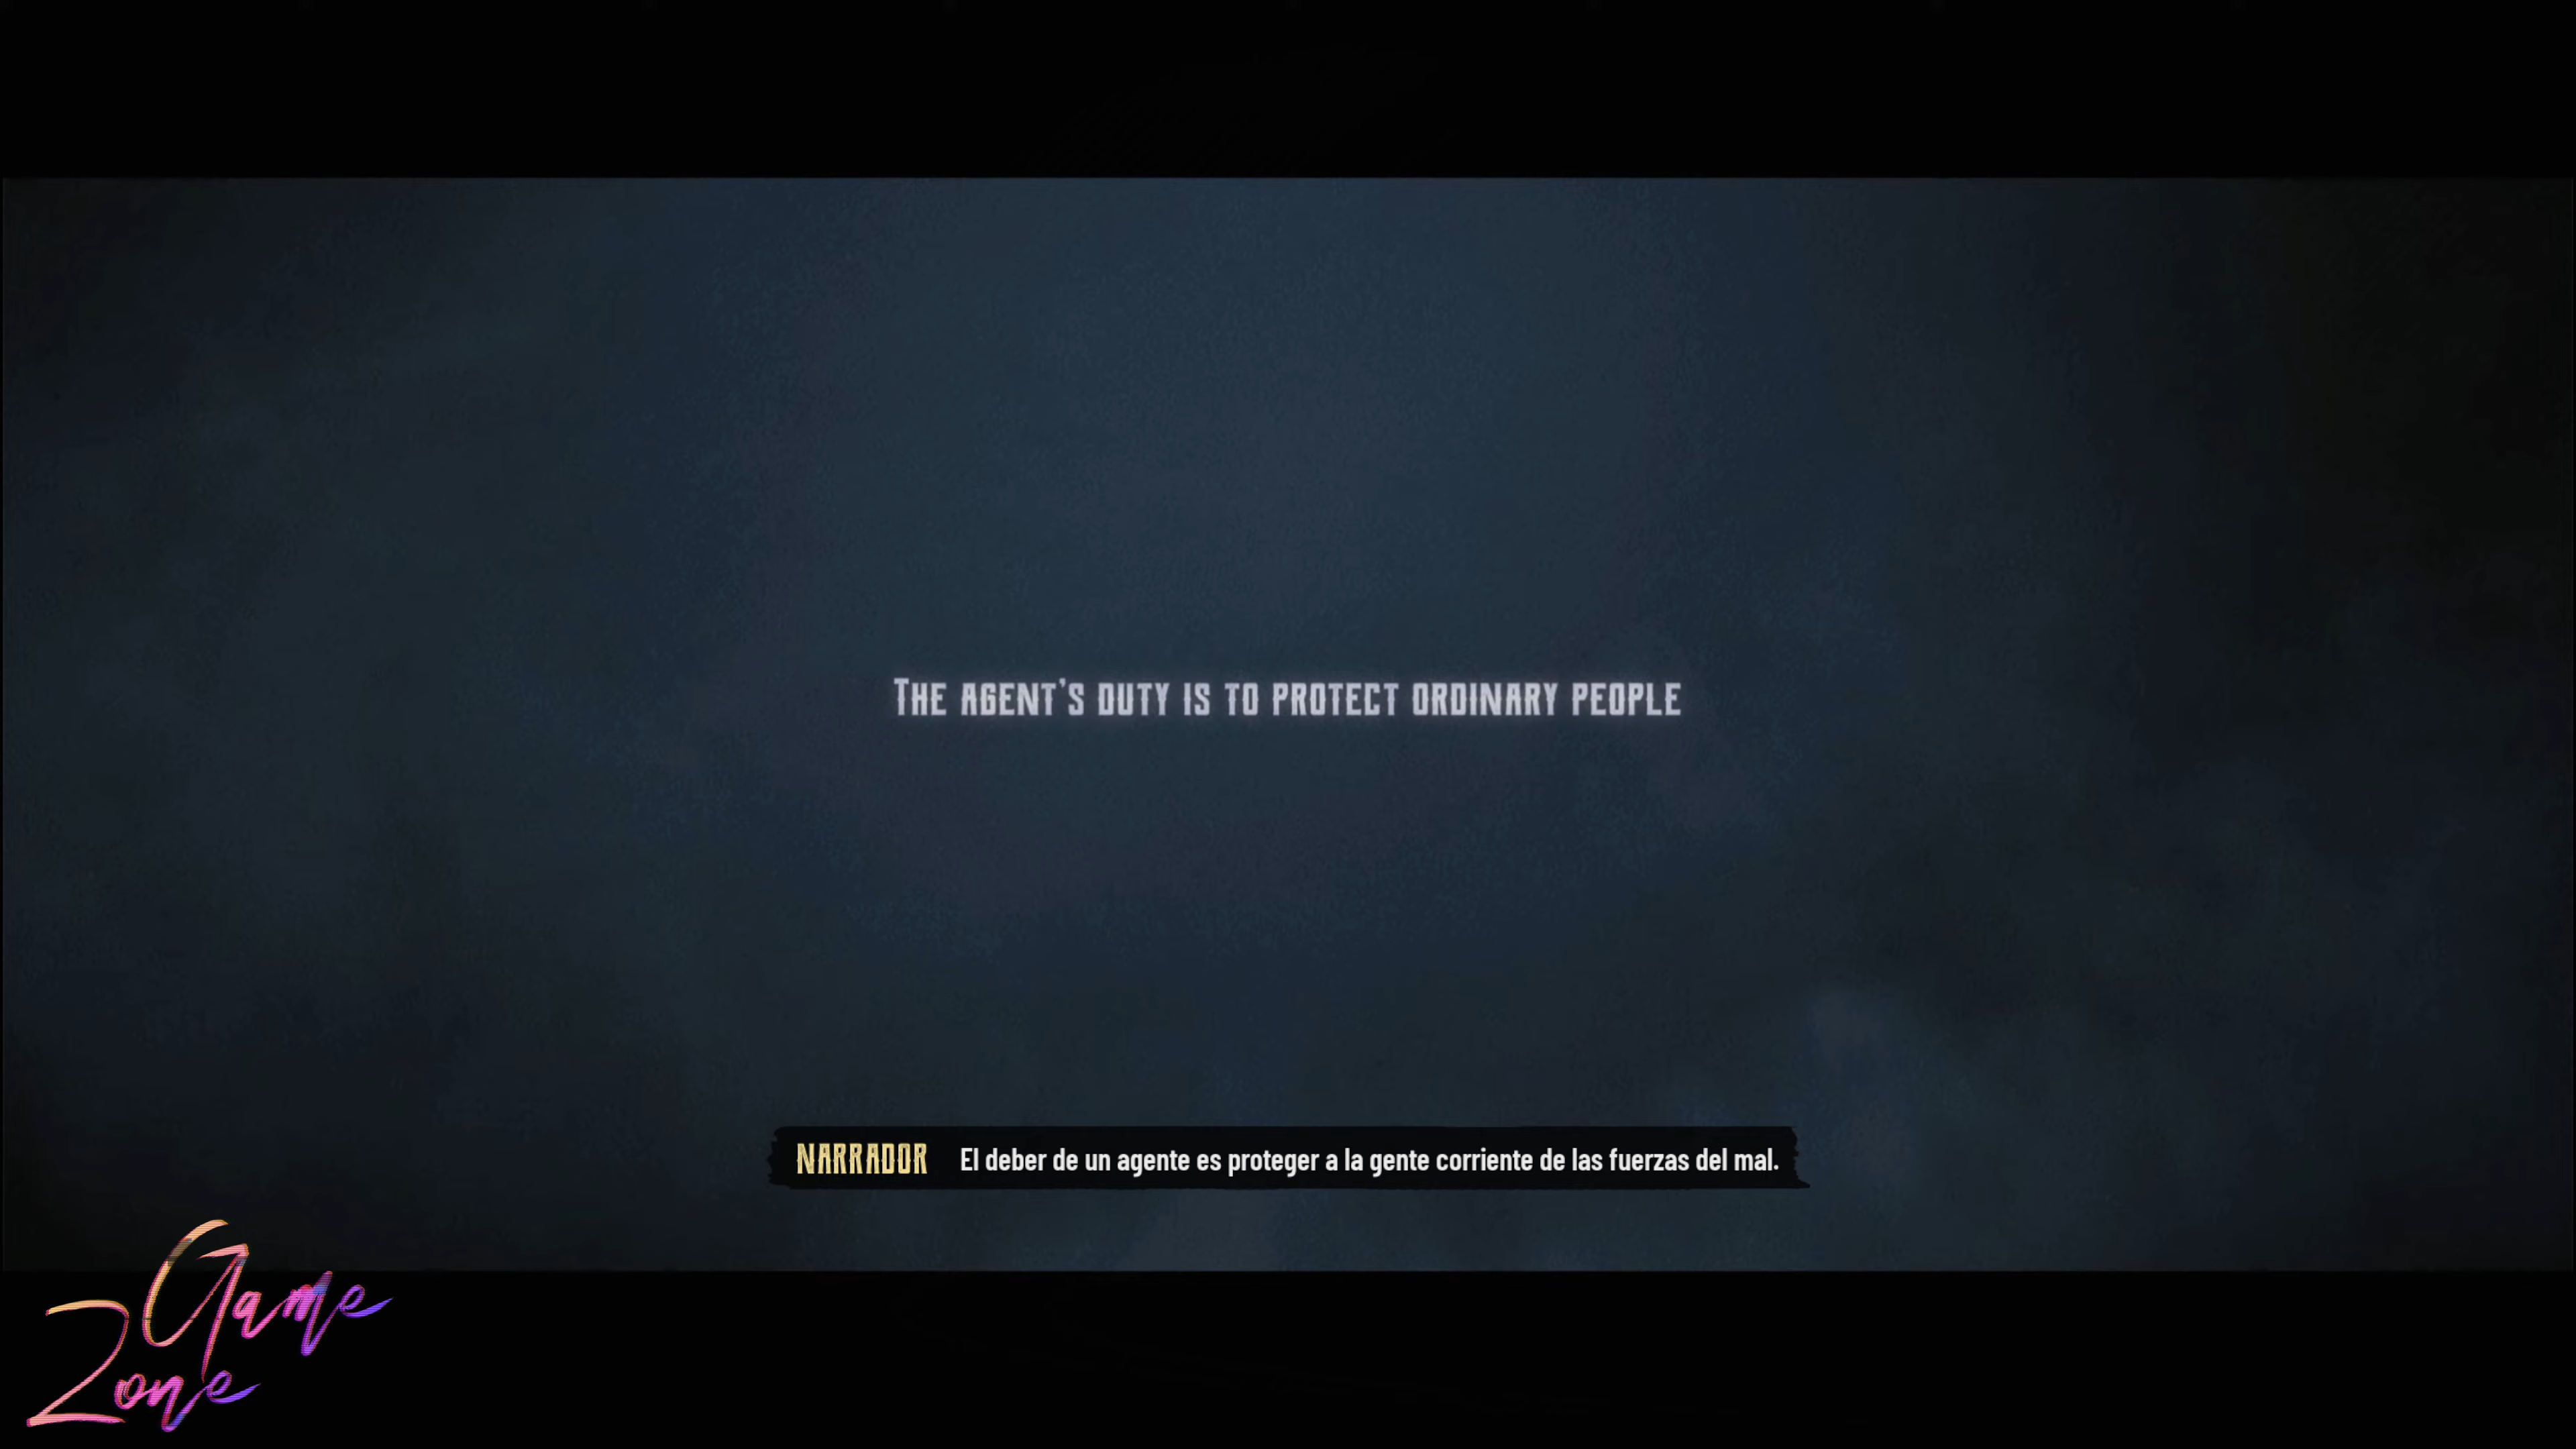 The agent's duty is to protect ordinary people
NARRADOR El deber de un agente es proteger a la gente corriente de las fuerzas del mal.
Game
Zone